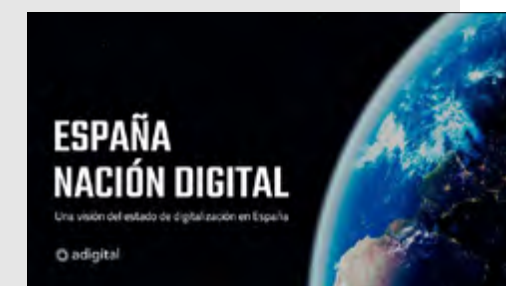 ESPAÑA
NACIÓN DIGITAL
Una visión del estado de digitalización en España
adigital